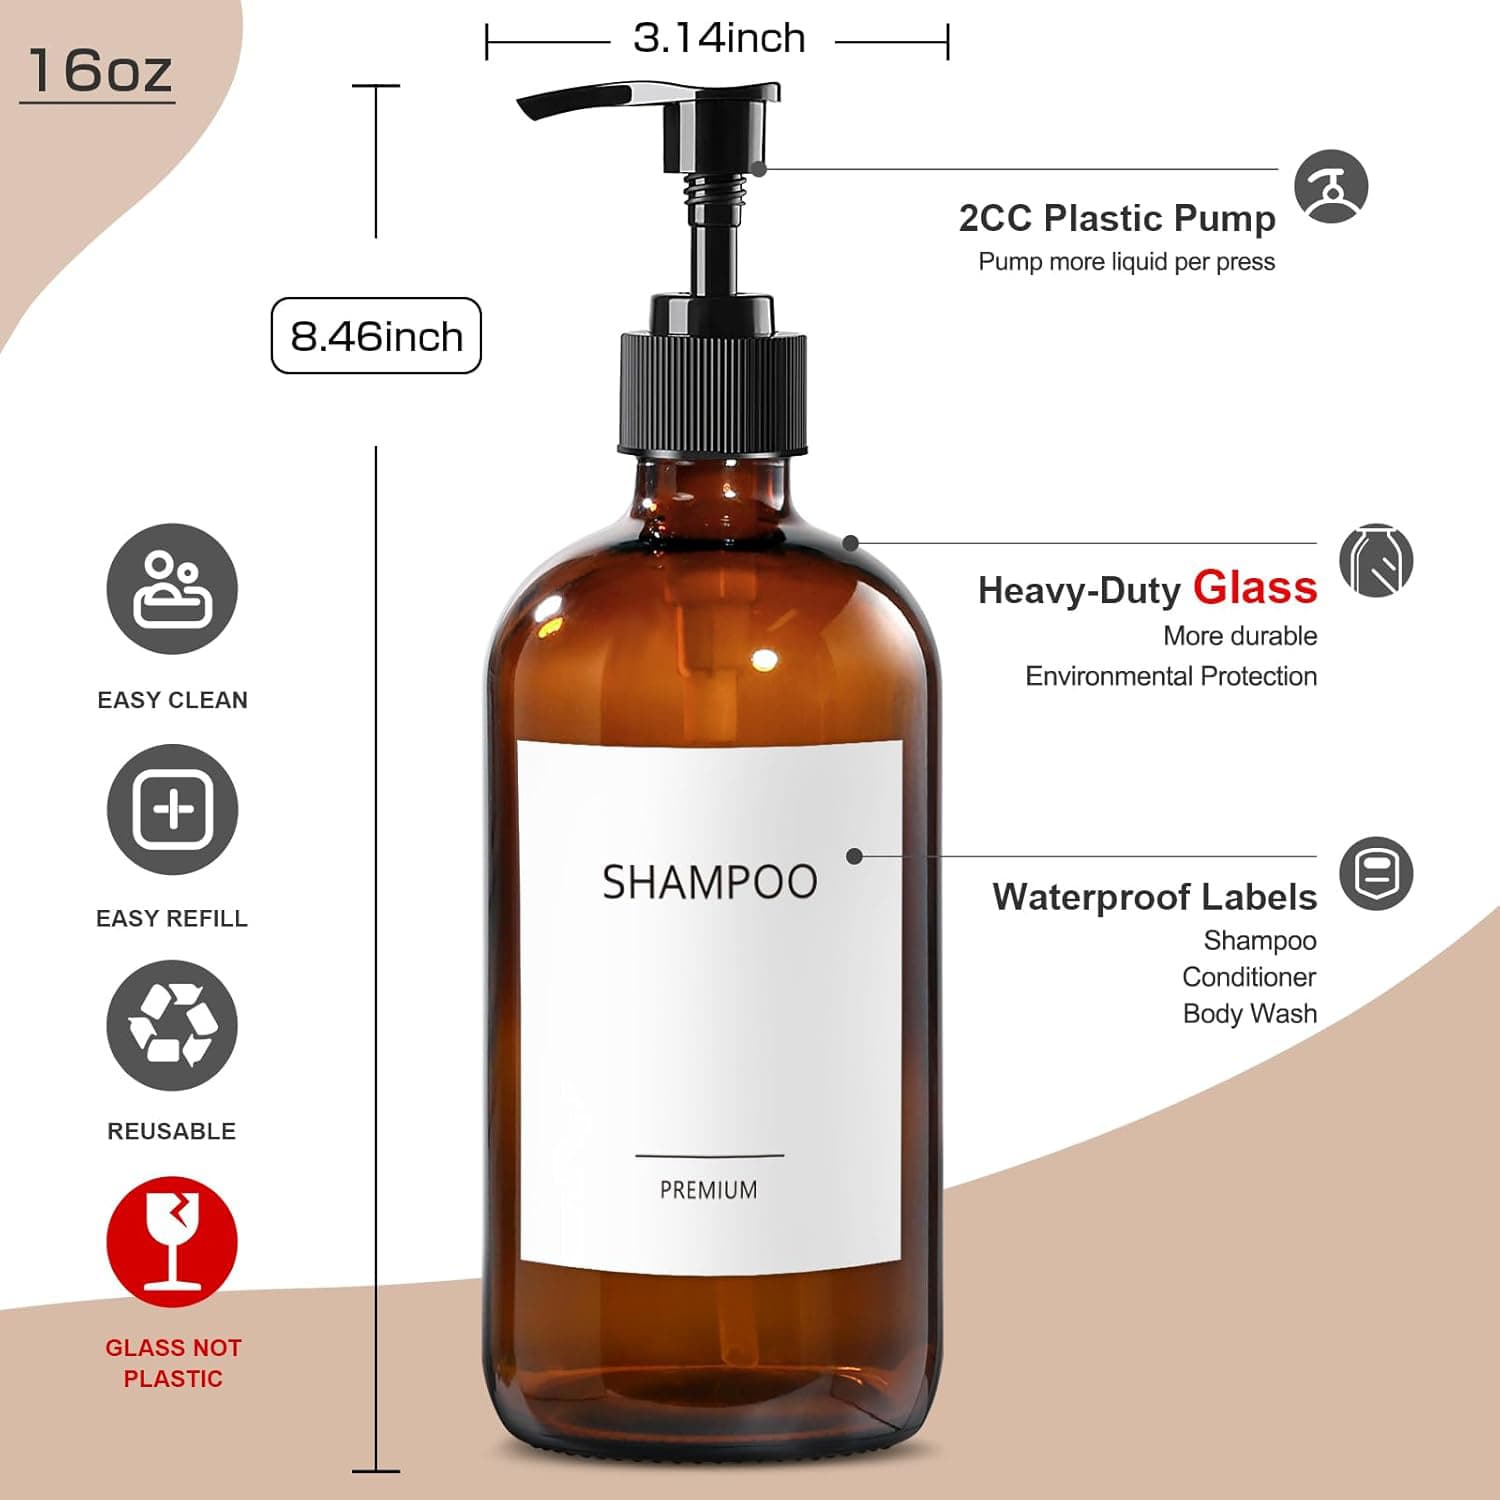 16oz
3.14inch
8.46inch
2CC Plastic Pump
Pump more liquid per press
Heavy-Duty Glass
More durable
Environmental Protection
Waterproof Labels
Shampoo
Conditioner
Body Wash
SHAMPOO
PREMIUM
EASY CLEAN
EASY REFILL
REUSABLE
GLASS NOT
PLASTIC